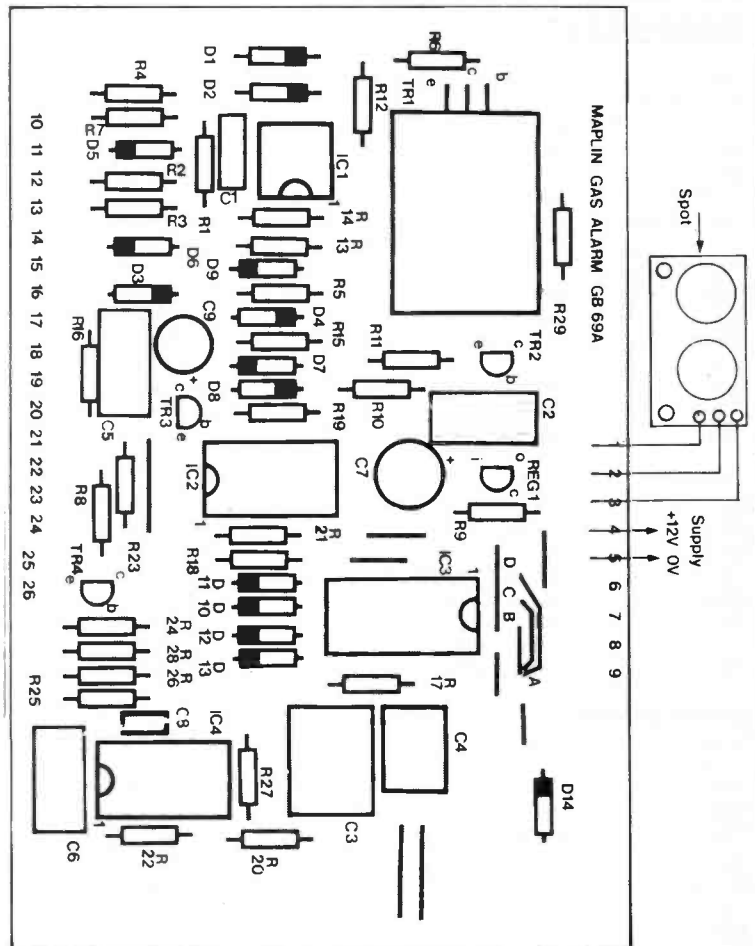 D1
D2
R4
R7
D5
R2
R3
D6
D3
R1
C1
IC1
1
R6
e c b
TR1
R12
MAPLIN GAS ALARM GB 69A
Spot
R29
R 14
R 13
D9
R5
D4
R15
D7
D8
R19
C9
+
R16
C5
c
b
e
TR3
R11
R10
TR2
e
c
b
C2
C7
+
i
o
c
REG1
R9
IC2
1
R8
R23
TR4
e
c
b
R 21
R18
D 11
D 10
D 12
D 13
IC3
1
D
C
B
A
R 24
R 28
R 26
R25
C8
IC4
1
R27
C6
R 22
R 20
R 17
C3
C4
D14
10
11
12
13
14
15
16
17
18
19
20
21
22
23
24
25
26
1
2
3
4
5
6
7
8
9
Supply
+12V 0V